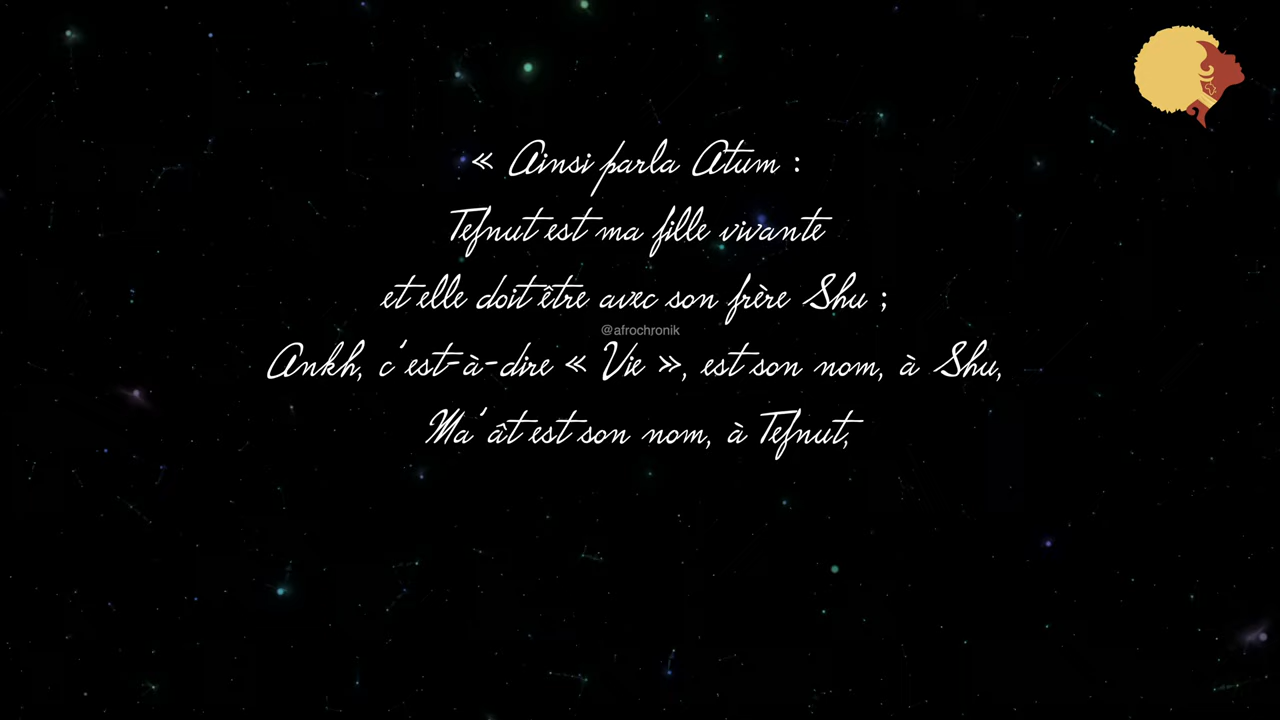 « Ainsi parla Atum :
Tefnut est ma fille vivante
et elle doit être avec son frère Shu ;
@afrochronik
Ankh, c'est-à-dire « Vie », est son nom, à Shu,
Ma'ât est son nom, à Tefnut,